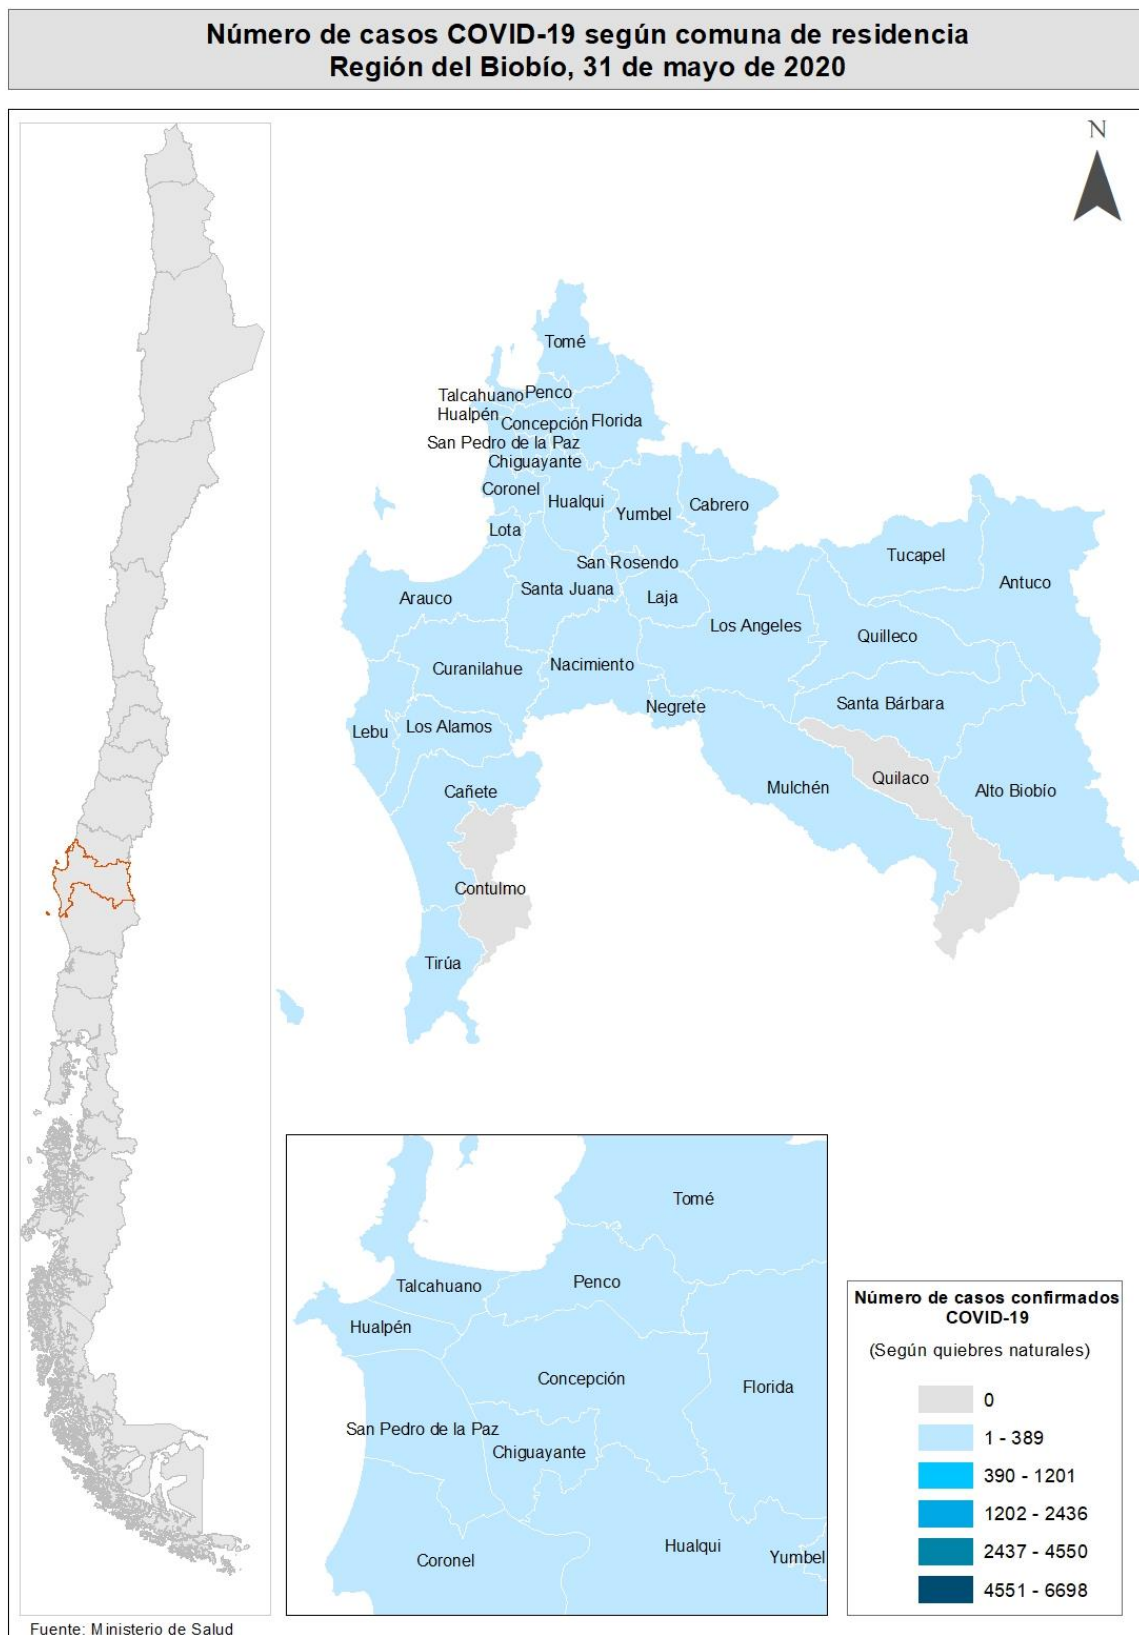 Número de casos COVID-19 según comuna de residencia
Región del Biobío, 31 de mayo de 2020
N
Tomé
Talcahuano
Penco
Hualpén
Concepción
Florida
San Pedro de la Paz
Chiguayante
Coronel
Hualqui
Yumbel
Cabrero
Lota
San Rosendo
Tucapel
Antuco
Arauco
Santa Juana
Laja
Los Angeles
Quilleco
Curanilahue
Nacimiento
Negrete
Santa Bárbara
Lebu
Los Alamos
Cañete
Mulchén
Quilaco
Alto Biobío
Contulmo
Tirúa
Tomé
Talcahuano
Penco
Hualpén
Concepción
Florida
San Pedro de la Paz
Chiguayante
Coronel
Hualqui
Yumbel
Número de casos confirmados
COVID-19
(Según quiebres naturales)
0
1 - 389
390 - 1201
1202 - 2436
2437 - 4550
4551 - 6698
Fuente: Ministerio de Salud